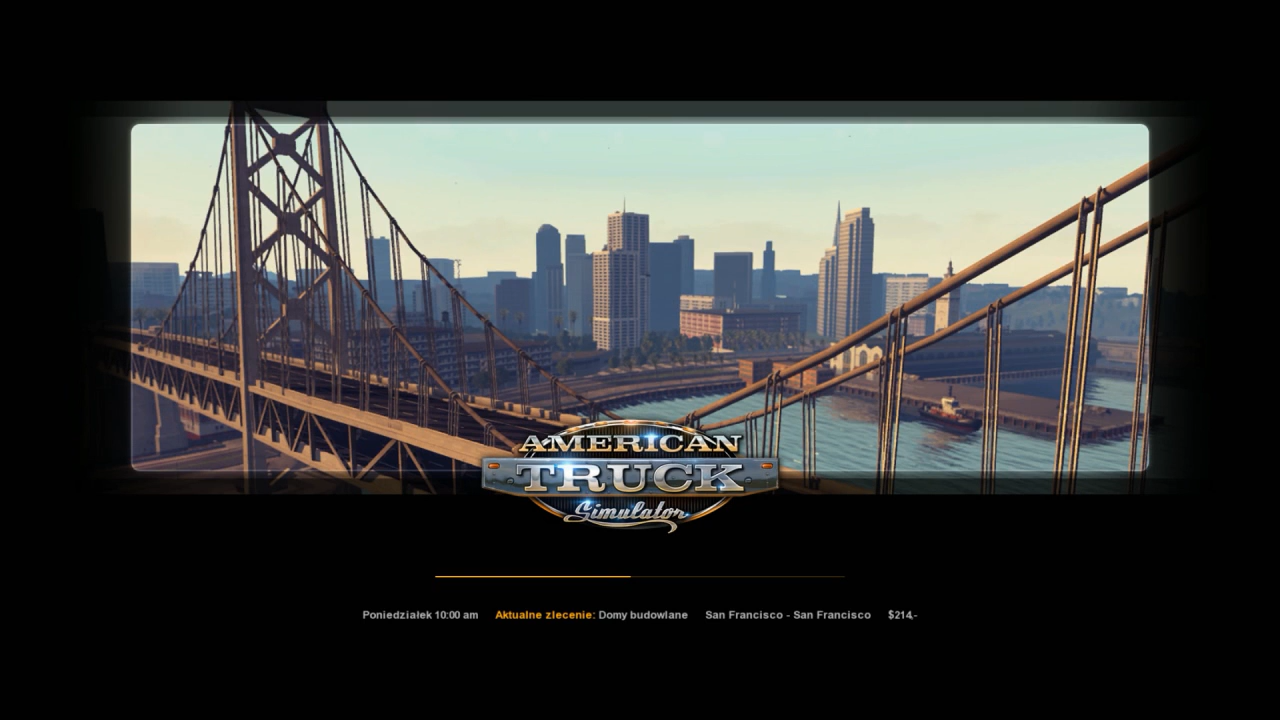 AMERICAN
TRUCK
Simulator
Poniedziałek 10:00 am Aktualne zlecenie: Domy budowlane San Francisco - San Francisco $214,-